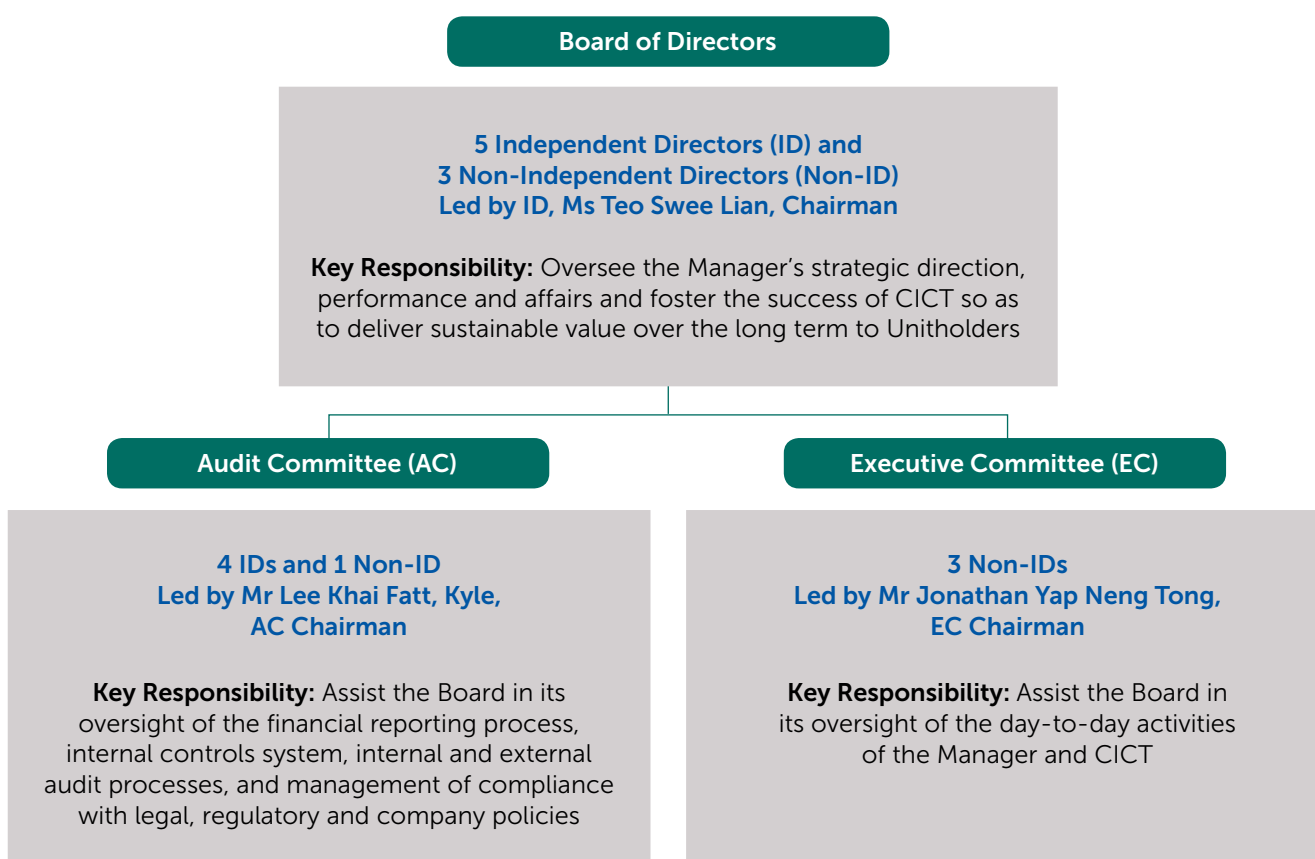 Board of Directors
5 Independent Directors (ID) and
3 Non-Independent Directors (Non-ID)
Led by ID, Ms Teo Swee Lian, Chairman
Key Responsibility: Oversee the Manager’s strategic direction,
performance and affairs and foster the success of CICT so as
to deliver sustainable value over the long term to Unitholders
Audit Committee (AC)
4 IDs and 1 Non-ID
Led by Mr Lee Khai Fatt, Kyle,
AC Chairman
Key Responsibility: Assist the Board in its
oversight of the financial reporting process,
internal controls system, internal and external
audit processes, and management of compliance
with legal, regulatory and company policies
Executive Committee (EC)
3 Non-IDs
Led by Mr Jonathan Yap Neng Tong,
EC Chairman
Key Responsibility: Assist the Board in
its oversight of the day-to-day activities
of the Manager and CICT